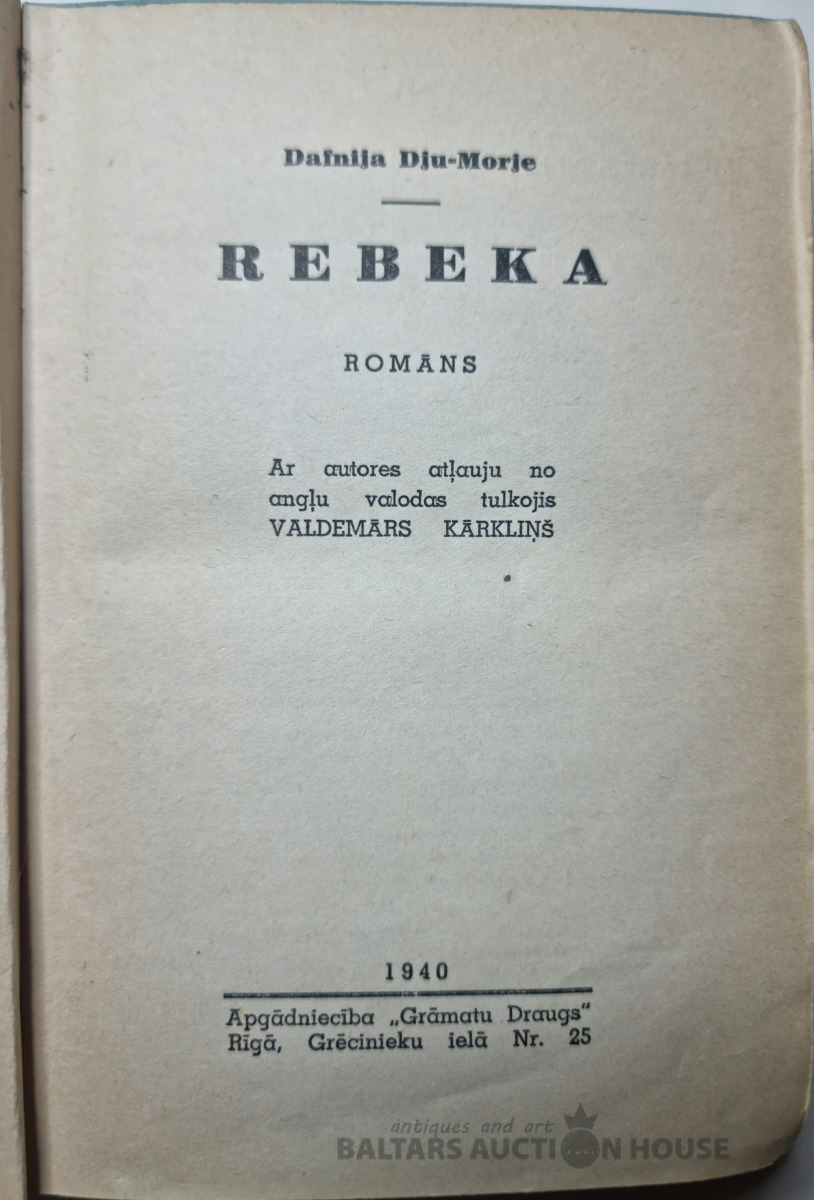 Dafnija Dju-Morje
REBEKA
ROMĀNS
Ar autores atļauju no
angļu valodas tulkojis
VALDEMĀRS KĀRKLIŅŠ
1940
Apgādniecība „Grāmatu Draugs"
Rīgā, Grēcinieku ielā Nr. 25
antiques and art
BALTARS AUCTION HOUSE